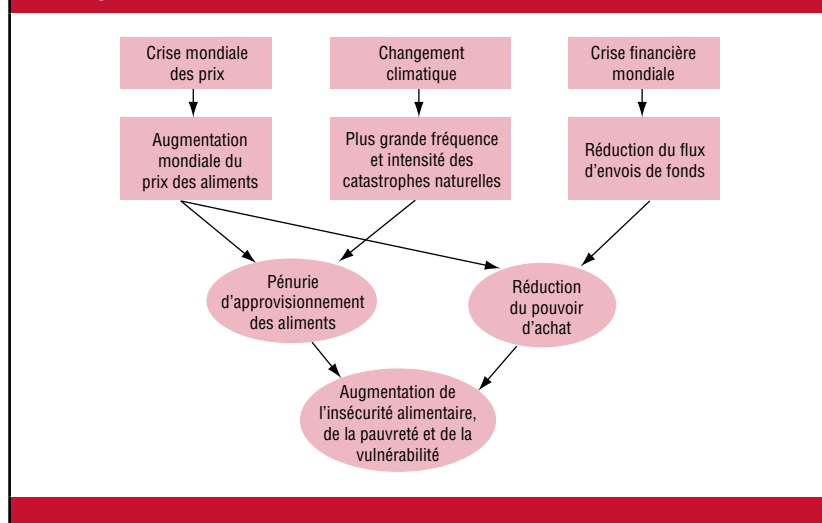 Crise mondiale
des prix
Changement
climatique
Crise financière
mondiale
Augmentation
mondiale du
prix des aliments
Plus grande fréquence
et intensité des
catastrophes naturelles
Réduction du flux
d'envois de fonds
Pénurie
d'approvisionnement
des aliments
Réduction
du pouvoir
d'achat
Augmentation de
l'insécurité alimentaire,
de la pauvreté et de la
vulnérabilité